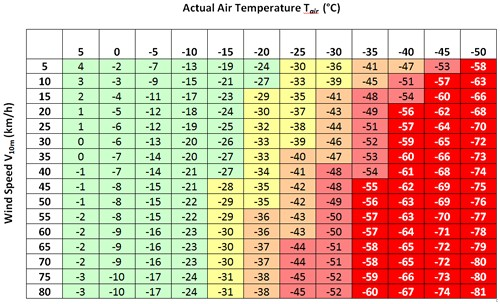 Actual Air Temperature Tair (°C)
5 0 -5 -10 -15 -20 -25 -30 -35 -40 -45 -50
Wind Speed V10m (km/h)
5 4 -2 -7 -13 -19 -24 -30 -36 -41 -47 -53 -58
10 3 -3 -9 -15 -21 -27 -33 -39 -45 -51 -57 -63
15 2 -4 -11 -17 -23 -29 -35 -41 -48 -54 -60 -66
20 1 -5 -12 -18 -24 -30 -37 -43 -49 -56 -62 -68
25 1 -6 -12 -19 -25 -32 -38 -44 -51 -57 -64 -70
30 0 -6 -13 -20 -26 -33 -39 -46 -52 -59 -65 -72
35 0 -7 -14 -20 -27 -33 -40 -47 -53 -60 -66 -73
40 -1 -7 -14 -21 -27 -34 -41 -48 -54 -61 -68 -74
45 -1 -8 -15 -21 -28 -35 -42 -48 -55 -62 -69 -75
50 -1 -8 -15 -22 -29 -35 -42 -49 -56 -63 -69 -76
55 -2 -8 -15 -22 -29 -36 -43 -50 -57 -63 -70 -77
60 -2 -9 -16 -23 -30 -36 -43 -50 -57 -64 -71 -78
65 -2 -9 -16 -23 -30 -37 -44 -51 -58 -65 -72 -79
70 -2 -9 -16 -23 -30 -37 -44 -51 -58 -65 -72 -80
75 -3 -10 -17 -24 -31 -38 -45 -52 -59 -66 -73 -80
80 -3 -10 -17 -24 -31 -38 -45 -52 -60 -67 -74 -81